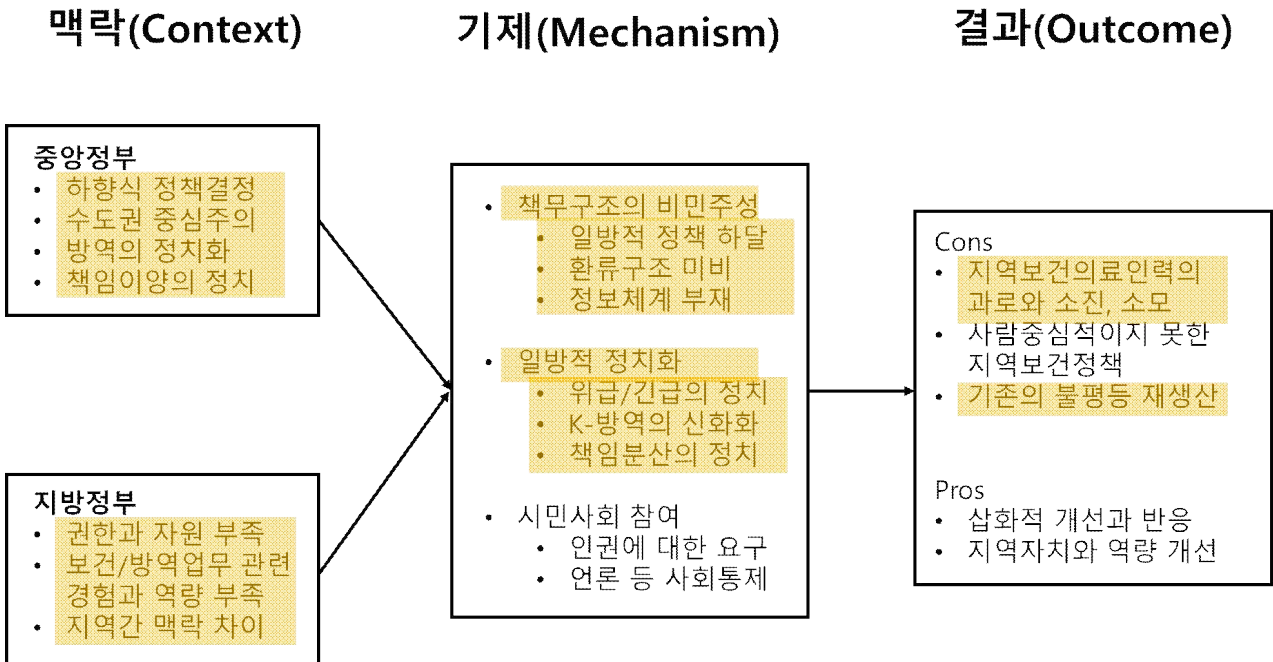 맥락(Context)
기제(Mechanism)
결과(Outcome)
중앙정부
• 하향식 정책결정
• 수도권 중심주의
• 방역의 정치화
• 책임이양의 정치
지방정부
• 권한과 자원 부족
• 보건/방역업무 관련
경험과 역량 부족
• 지역간 맥락 차이
• 책무구조의 비민주성
• 일방적 정책 하달
• 환류구조 미비
• 정보체계 부재
• 일방적 정치화
• 위급/긴급의 정치
• K-방역의 신화화
• 책임분산의 정치
• 시민사회 참여
• 인권에 대한 요구
• 언론 등 사회통제
Cons
• 지역보건의료인력의
과로와 소진, 소모
• 사람중심적이지 못한
지역보건정책
• 기존의 불평등 재생산
Pros
• 삽화적 개선과 반응
• 지역자치와 역량 개선